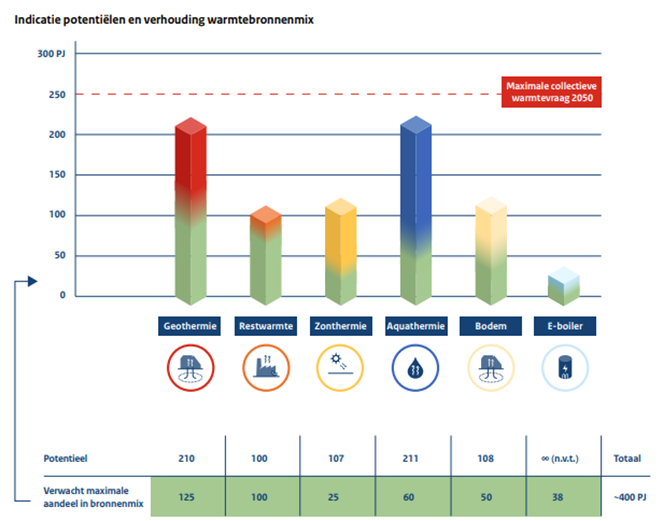 Indicatie potentiëlen en verhouding warmtebronnenmix
300 PJ
250
Maximale collectieve
warmtevraag 2050
200
150
100
50
0
Geothermie Restwarmte Zonthermie Aquathermie Bodem E-boiler
Potentieel 210 100 107 211 108 ∞ (n.v.t.) Totaal
Verwacht maximale
aandeel in bronnenmix 125 100 25 60 50 38 ~400 PJ